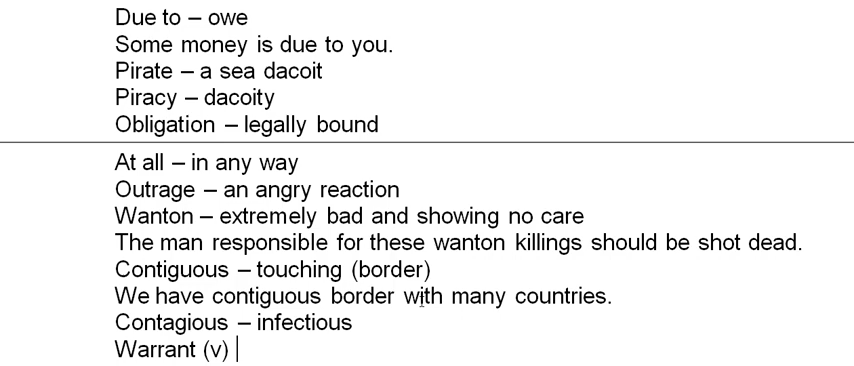 Due to – owe
Some money is due to you.
Pirate – a sea dacoit
Piracy – dacoity
Obligation – legally bound
At all – in any way
Outrage – an angry reaction
Wanton – extremely bad and showing no care
The man responsible for these wanton killings should be shot dead.
Contiguous – touching (border)
We have contiguous border with many countries.
Contagious – infectious
Warrant (v)